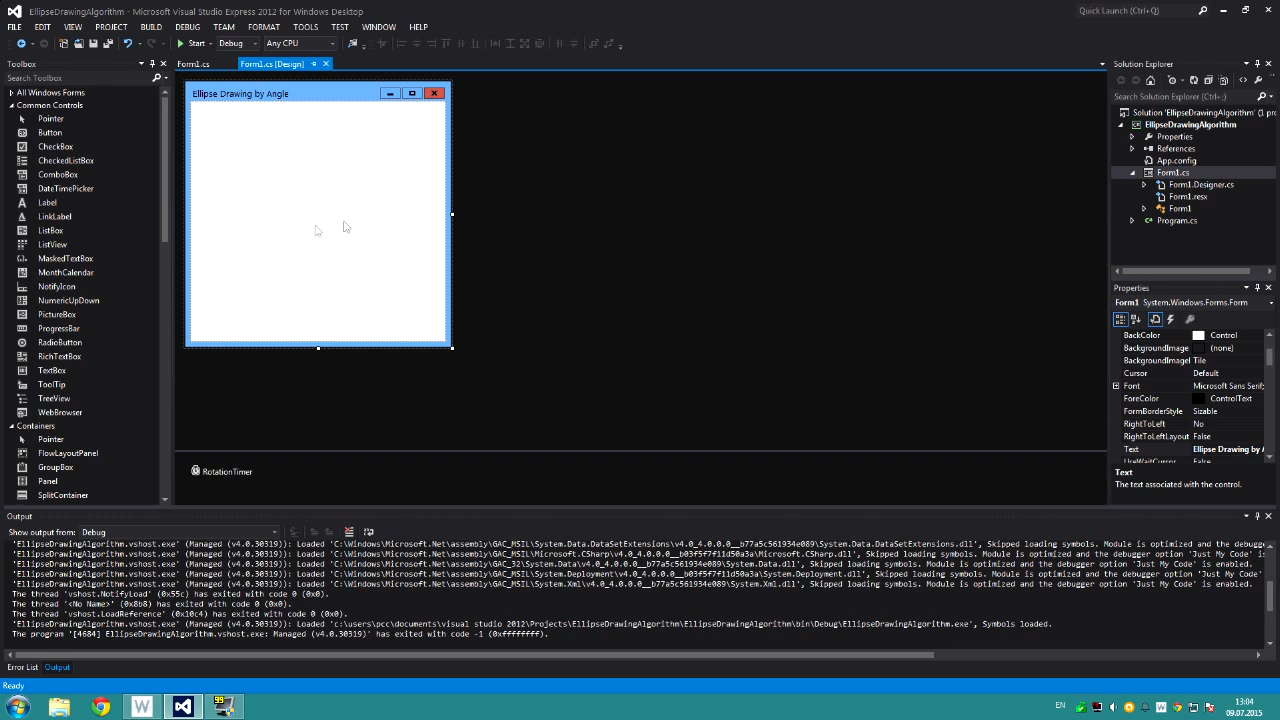 EllipseDrawingAlgorithm - Microsoft Visual Studio Express 2012 for Windows Desktop
Quick Launch (Ctrl+Q)
FILE EDIT VIEW PROJECT BUILD DEBUG TEAM FORMAT TOOLS TEST WINDOW HELP
Start Debug Any CPU
Toolbox
Form1.cs Form1.cs [Design]
Solution Explorer
Search Toolbox
Search Solution Explorer (Ctrl+
All Windows Forms
Common Controls
Pointer
Button
CheckBox
CheckedListBox
ComboBox
DateTimePicker
Label
LinkLabel
ListBox
ListView
MaskedTextBox
MonthCalendar
NotifyIcon
NumericUpDown
PictureBox
ProgressBar
RadioButton
RichTextBox
TextBox
ToolTip
TreeView
WebBrowser
Containers
Pointer
FlowLayoutPanel
GroupBox
Panel
SplitContainer
Ellipse Drawing by Angle
RotationTimer
Solution 'EllipseDrawingAlgorithm' (1 pr
EllipseDrawingAlgorithm
Properties
References
App.config
Form1.cs
Form1.Designer.cs
Form1.resx
Form1
Program.cs
Properties
Form1 System.Windows.Forms.Form
BackColor Control
BackgroundImage (none)
BackgroundImage Tile
Cursor Default
Font Microsoft Sans Serif;
ForeColor ControlText
FormBorderStyle Sizable
RightToLeft No
RightToLeftLayout False
Text Ellipse Drawing by A
UseWaitCursor False
Text
The text associated with the control.
Output
Show output from: Debug
'EllipseDrawingAlgorithm.vshost.exe' (Managed (v4.0.30319)): Loaded 'C:\Windows\Microsoft.Net\assembly\GAC_MSIL\System.Data.DataSetExtensions\v4.0_4.0.0.0__b77a5c561934e089\System.Data.DataSetExtensions.dll', Skipped loading symbols. Module is optimized and the debugge
'EllipseDrawingAlgorithm.vshost.exe' (Managed (v4.0.30319)): Loaded 'C:\Windows\Microsoft.Net\assembly\GAC_MSIL\Microsoft.CSharp\v4.0_4.0.0.0__b03f5f7f11d50a3a\Microsoft.CSharp.dll', Skipped loading symbols. Module is optimized and the debugger option 'Just My Code' is
'EllipseDrawingAlgorithm.vshost.exe' (Managed (v4.0.30319)): Loaded 'C:\Windows\Microsoft.Net\assembly\GAC_32\System.Data\v4.0_4.0.0.0__b77a5c561934e089\System.Data.dll', Skipped loading symbols. Module is optimized and the debugger option 'Just My Code' is enabled.
'EllipseDrawingAlgorithm.vshost.exe' (Managed (v4.0.30319)): Loaded 'C:\Windows\Microsoft.Net\assembly\GAC_MSIL\System.Deployment\v4.0_4.0.0.0__b03f5f7f11d50a3a\System.Deployment.dll', Skipped loading symbols. Module is optimized and the debugger option 'Just My Code'
'EllipseDrawingAlgorithm.vshost.exe' (Managed (v4.0.30319)): Loaded 'C:\Windows\Microsoft.Net\assembly\GAC_MSIL\System.Xml\v4.0_4.0.0.0__b77a5c561934e089\System.Xml.dll', Skipped loading symbols. Module is optimized and the debugger option 'Just My Code' is enabled.
The thread 'vshost.NotifyLoad' (0x55c) has exited with code 0 (0x0).
The thread '<No Name>' (0x8b8) has exited with code 0 (0x0).
The thread 'vshost.LoadReference' (0x10c4) has exited with code 0 (0x0).
'EllipseDrawingAlgorithm.vshost.exe' (Managed (v4.0.30319)): Loaded 'c:\users\pcc\documents\visual studio 2012\Projects\EllipseDrawingAlgorithm\EllipseDrawingAlgorithm\bin\Debug\EllipseDrawingAlgorithm.exe', Symbols loaded.
The program '[4684] EllipseDrawingAlgorithm.vshost.exe: Managed (v4.0.30319)' has exited with code -1 (0xffffffff).
Error List Output
Ready
W
99
EN
13:04
09.07.2015